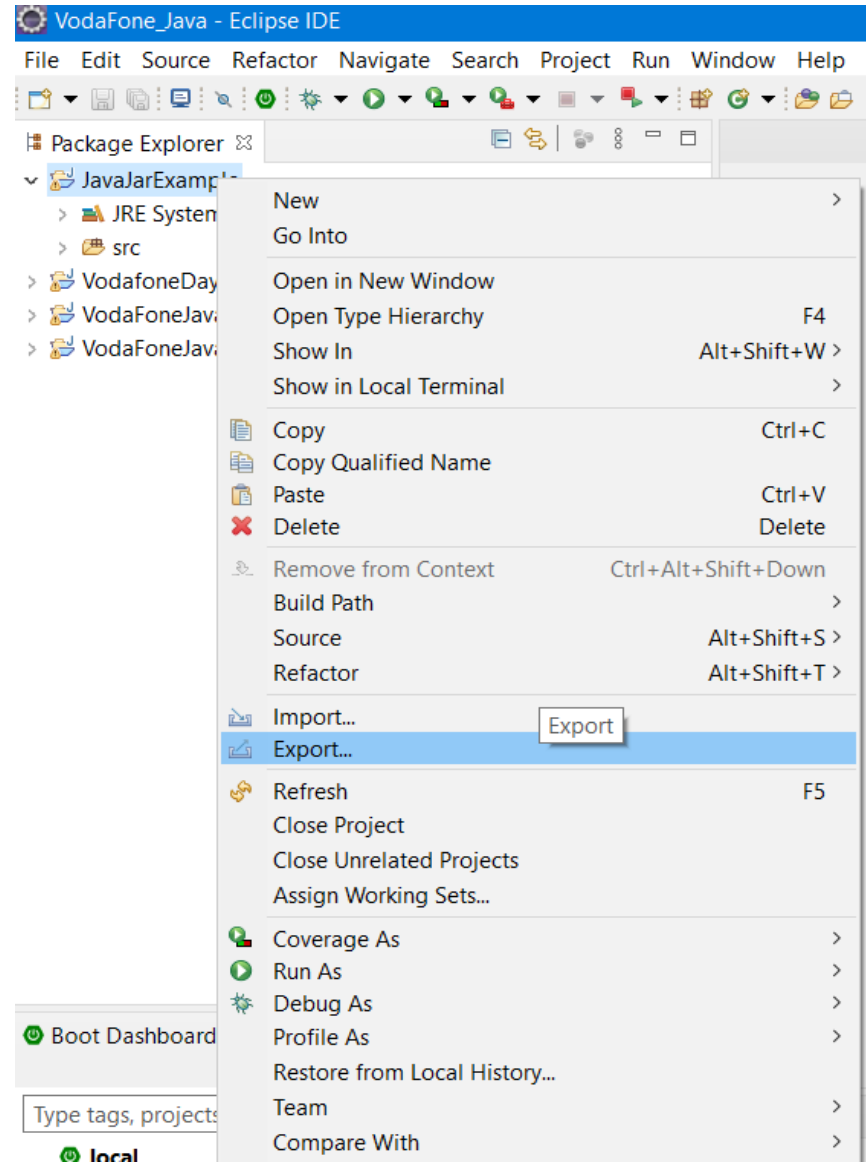 VodaFone_Java - Eclipse IDE
File Edit Source Refactor Navigate Search Project Run Window Help
Package Explorer
JavaJarExample
JRE System
src
VodafoneDay
VodaFoneJava
VodaFoneJava
New
Go Into
Open in New Window
Open Type Hierarchy F4
Show In Alt+Shift+W
Show in Local Terminal
Copy Ctrl+C
Copy Qualified Name
Paste Ctrl+V
Delete Delete
Remove from Context Ctrl+Alt+Shift+Down
Build Path
Source Alt+Shift+S
Refactor Alt+Shift+T
Import...
Export
Export...
Refresh F5
Close Project
Close Unrelated Projects
Assign Working Sets...
Coverage As
Run As
Debug As
Profile As
Restore from Local History...
Team
Compare With
Boot Dashboard
Type tags, projects
local